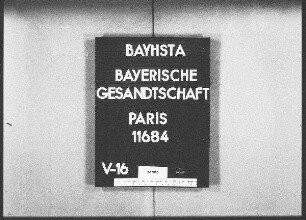 BAYHSTA
BAYERISCHE
GESANDTSCHAFT
PARIS
11684
V-16